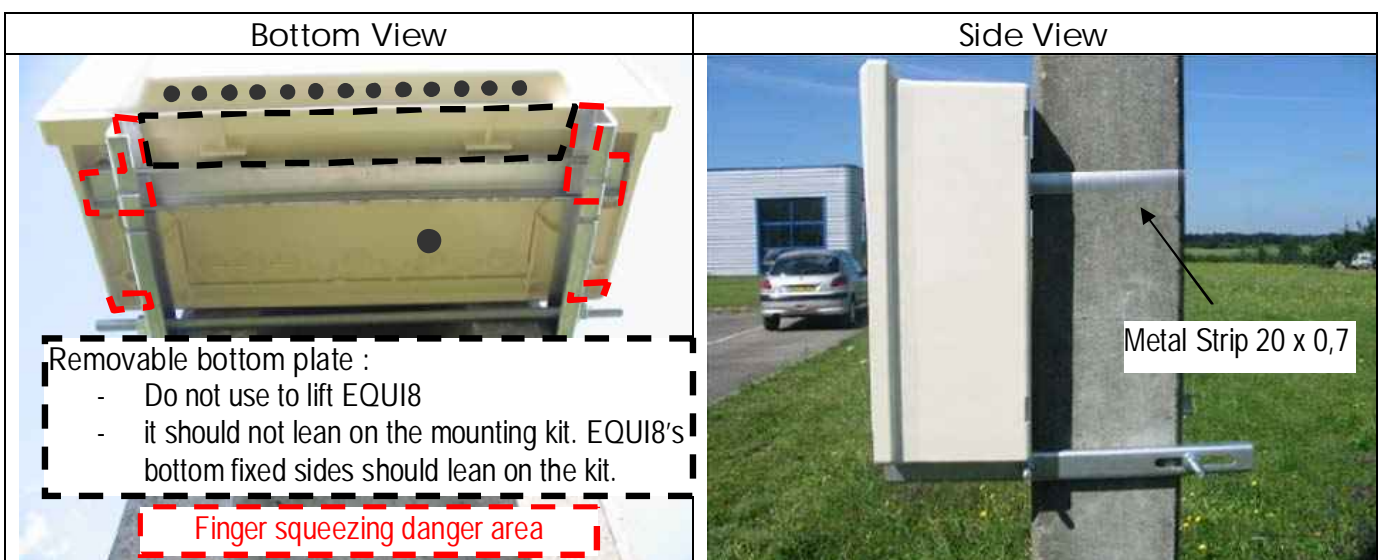 Bottom View
Side View
Removable bottom plate :
- Do not use to lift EQUI8
- it should not lean on the mounting kit. EQUI8's
bottom fixed sides should lean on the kit.
Finger squeezing danger area
Metal Strip 20 x 0,7